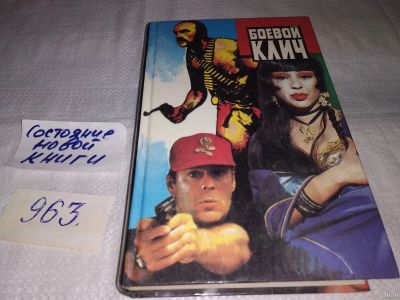 БОЕВОЙ
КЛИЧ
Состояние
новой
книги
963.